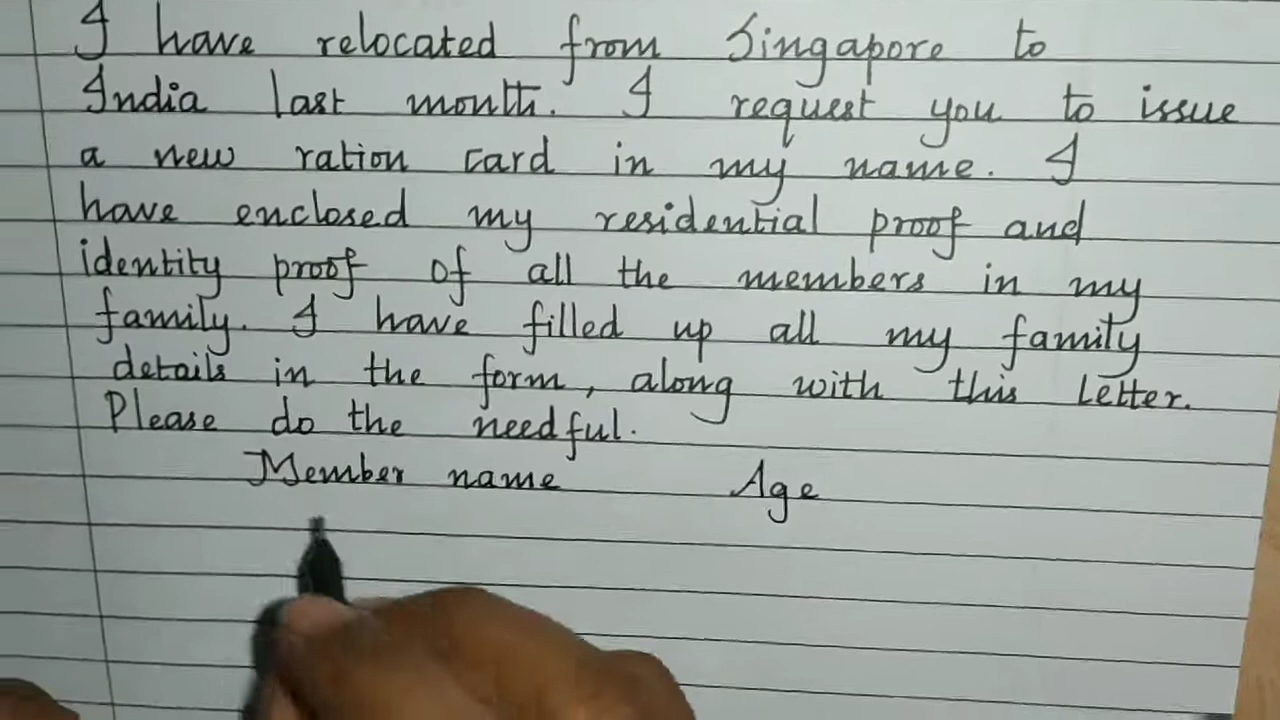 I have relocated from Singapore to
India last month. I request you to issue
a new ration card in my name. I
have enclosed my residential proof and
identity proof of all the members in my
family. I have filled up all my family
details in the form, along with this letter.
Please do the needful.
Member name Age